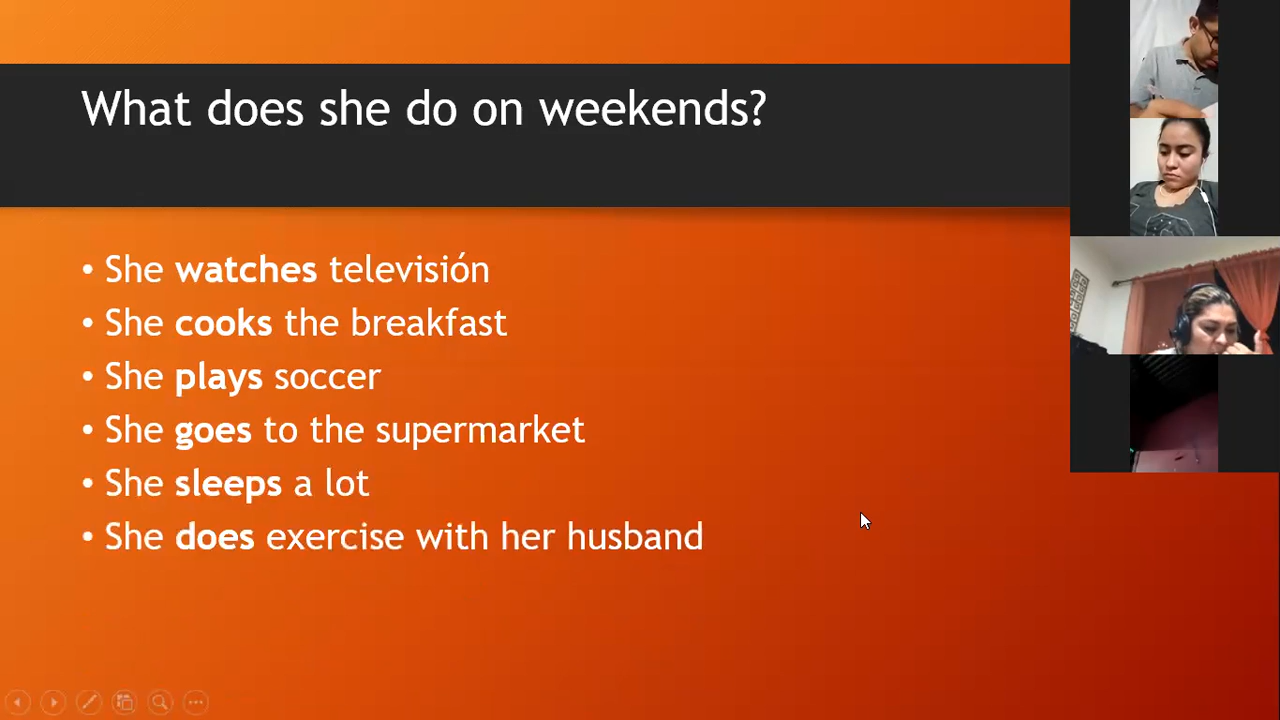 What does she do on weekends?
• She watches televisión
• She cooks the breakfast
• She plays soccer
• She goes to the supermarket
• She sleeps a lot
• She does exercise with her husband